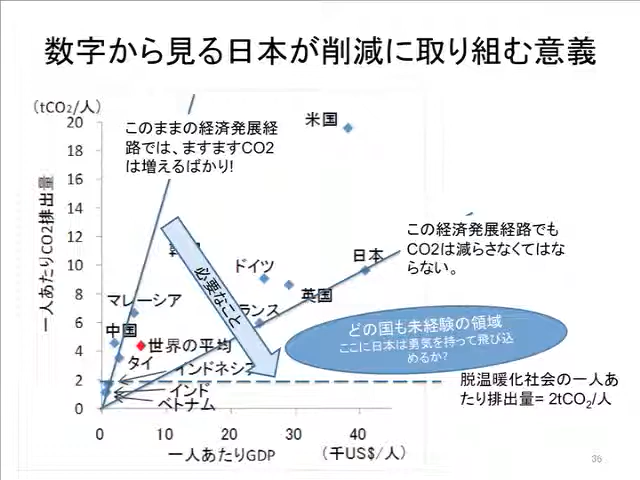 数字から見る日本が削減に取り組む意義
（tCO2/人）
一人あたりCO2排出量
20
18
16
14
12
10
8
6
4
2
0
0
10
20
30
40
一人あたりGDP
（千US$/人）
このままの経済発展経
路では、ますますCO2
は増えるばかり!
米国
この経済発展経路でも
CO2は減らさなくてはな
らない。
日本
ドイツ
英国
ランス
必要なこと
マレーシア
中国
世界の平均
タイ
インドネシ
インド
ベトナム
どの国も未経験の領域
ここに日本は勇気を持って飛び込
めるか?
脱温暖化社会の一人あ
たり排出量= 2tCO2/人
36